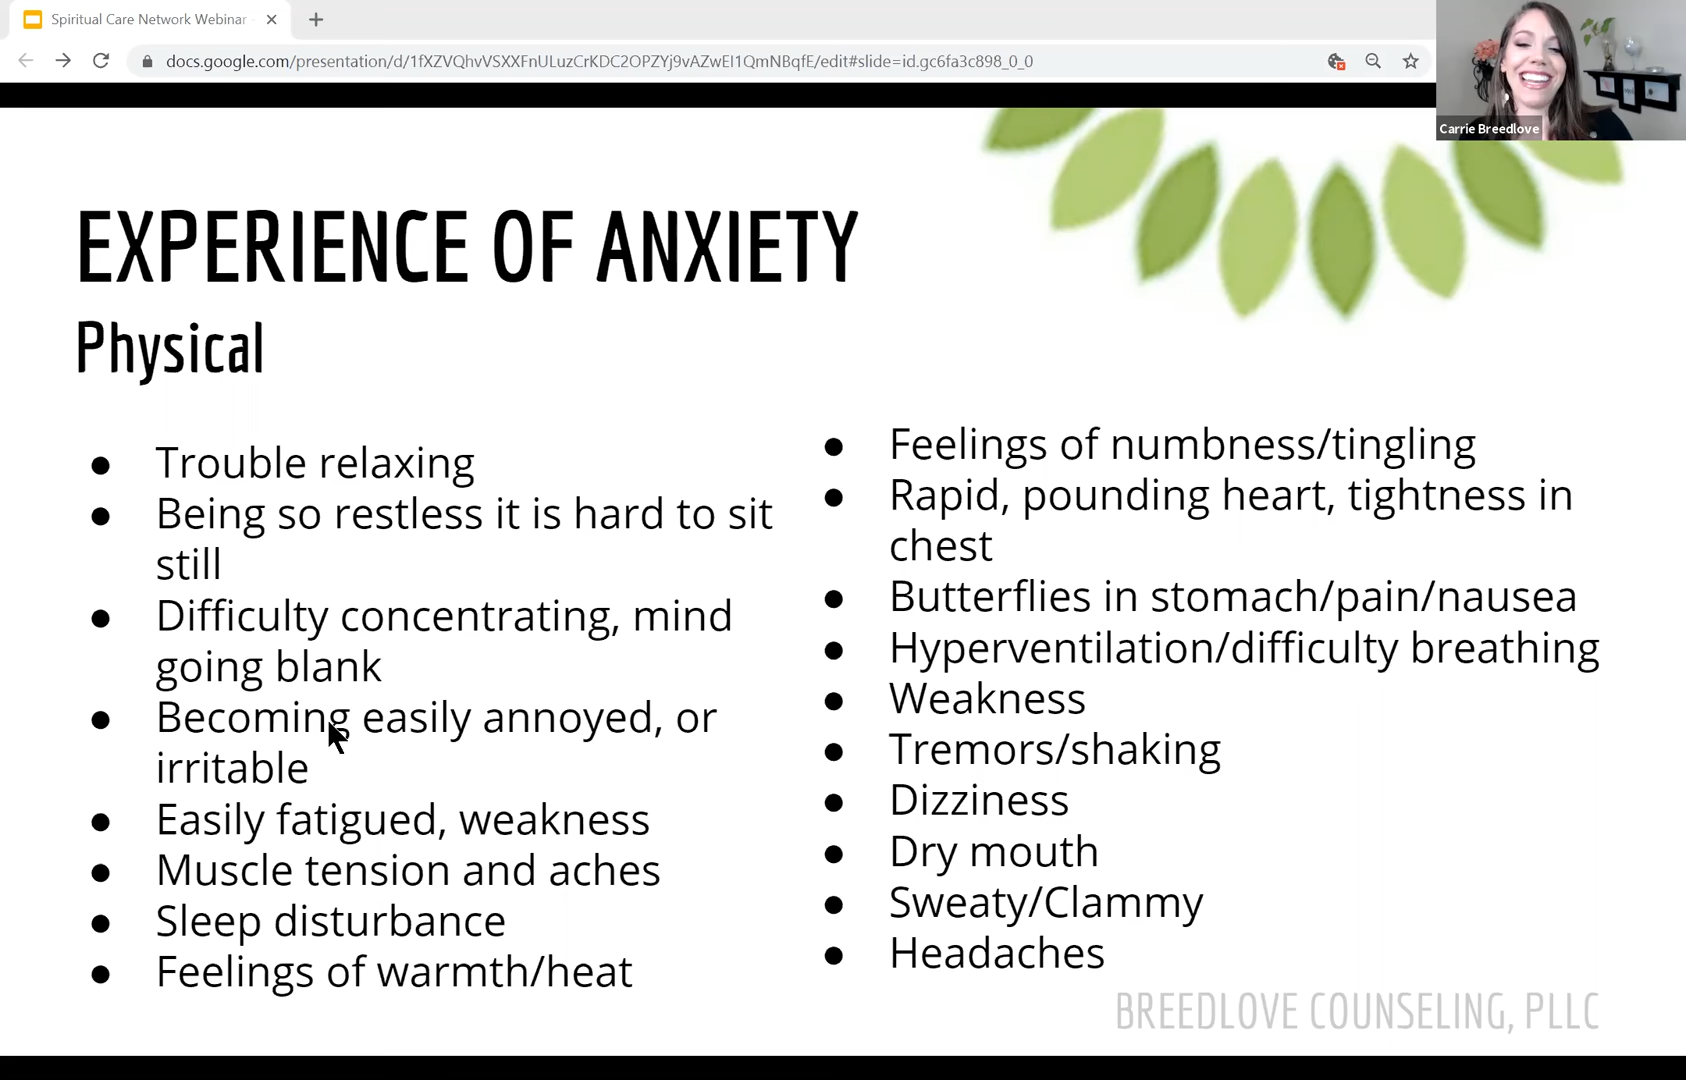 Spiritual Care Network Webinar
docs.google.com/presentation/d/1fXZVQhvVSXXFnULuzCrKDC2OPZYj9vAZwEI1QmNBqfE/edit#slide=id.gc6fa3c898_0_0
Carrie Breedlove
EXPERIENCE OF ANXIETY
Physical
● Trouble relaxing
● Being so restless it is hard to sit
still
● Difficulty concentrating, mind
going blank
● Becoming easily annoyed, or
irritable
● Easily fatigued, weakness
● Muscle tension and aches
● Sleep disturbance
● Feelings of warmth/heat
● Feelings of numbness/tingling
● Rapid, pounding heart, tightness in
chest
● Butterflies in stomach/pain/nausea
● Hyperventilation/difficulty breathing
● Weakness
● Tremors/shaking
● Dizziness
● Dry mouth
● Sweaty/Clammy
● Headaches
BREEDLOVE COUNSELING, PLLC